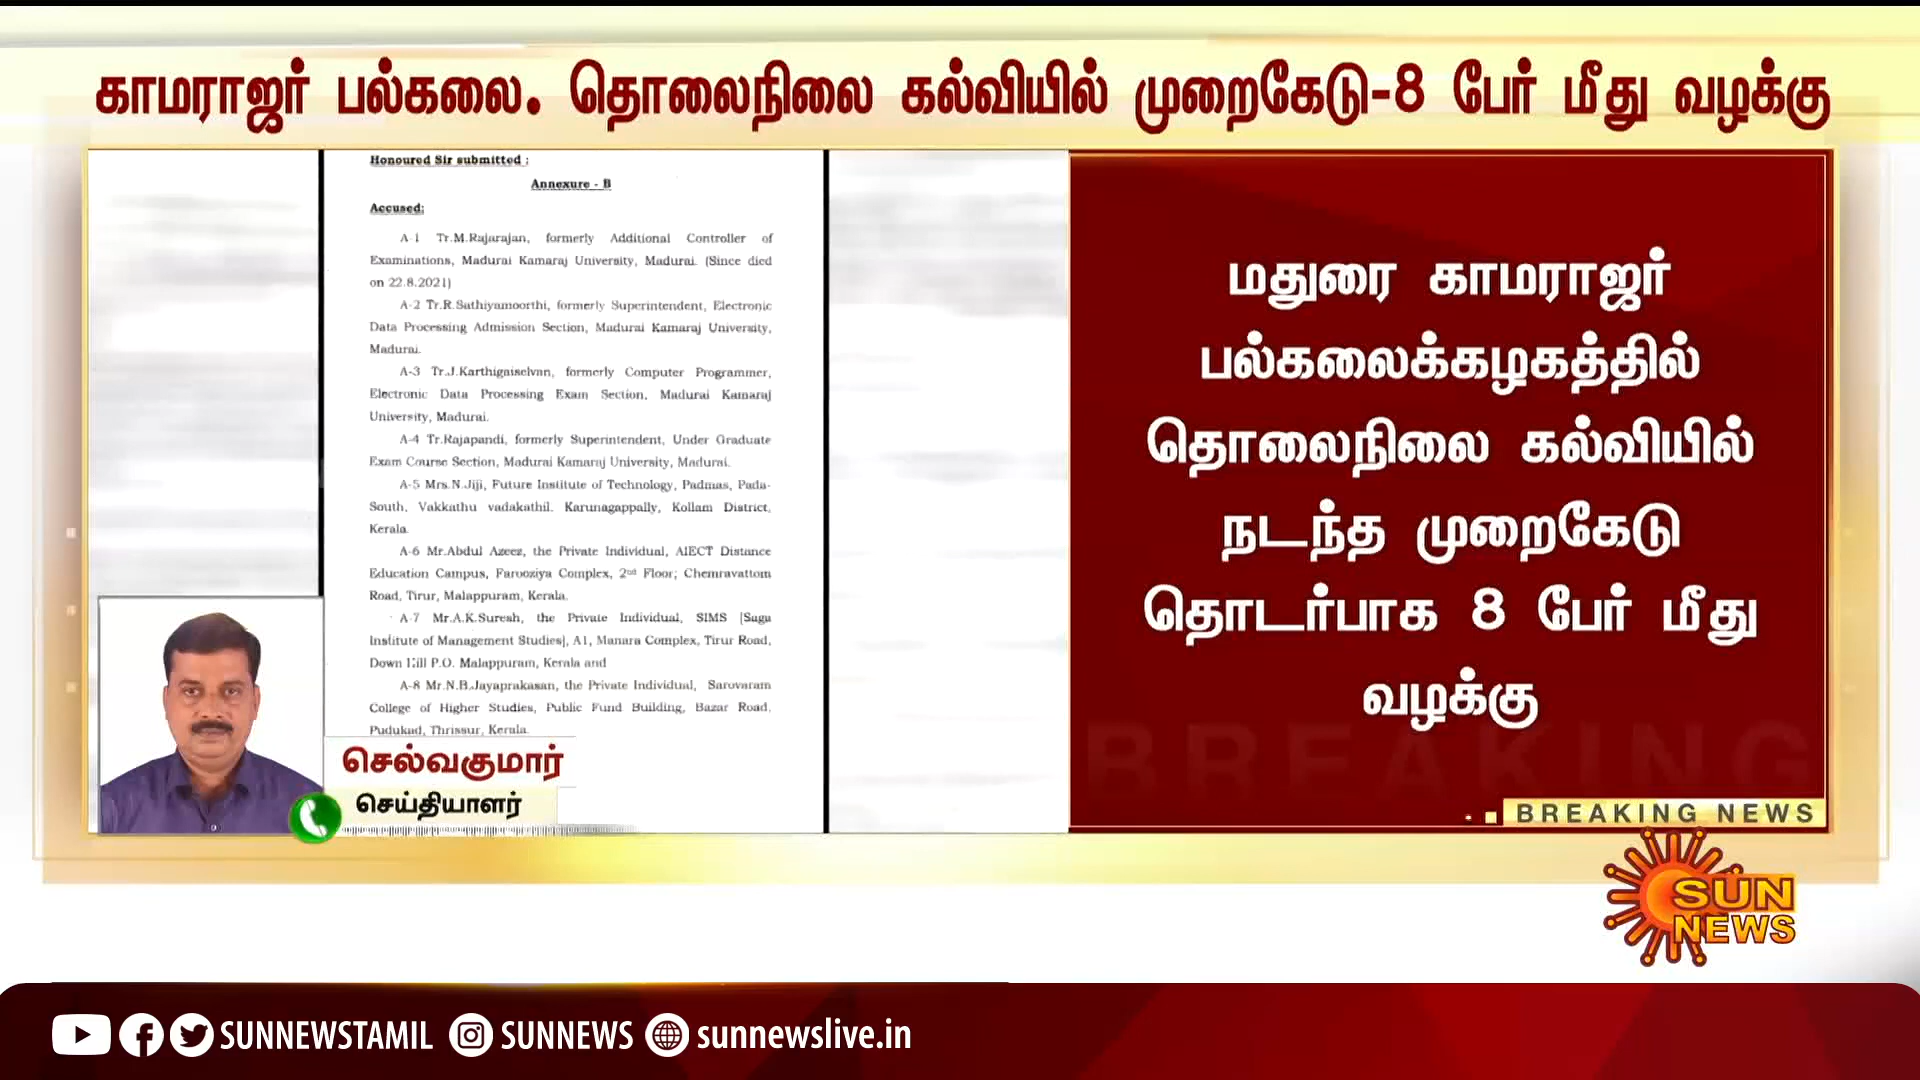 காமராஜர் பல்கலை. தொலைநிலை கல்வியில் முறைகேடு-8 பேர் மீது வழக்கு
Honoured Sir submitted :
Annexure - B
Accused:
A-1 Tr.M.Rajarajan, formerly Additional Controller of
Examinations, Madurai Kamaraj University, Madurai. (Since died
on 22.8.2021)
A-2 Tr.R.Sathiyamoorthi, formerly Superintendent, Electronic
Data Processing Admission Section, Madurai Kamaraj University,
Madurai.
A-3 Tr.J.Karthigaiselvan, formerly Computer Programmer,
Electronic Data Processing Exam Section, Madurai Kamaraj
University, Madurai.
A-4 Tr.Rajapandi, formerly Superintendent, Under Graduate
Exam Course Section, Madurai Kamaraj University, Madurai.
A-5 Mrs.N.Jiji, Future Institute of Technology, Padmas, Pada-
South, Vakkathu vadakathil. Karunagappally, Kollam District,
Kerala.
A-6 Mr.Abdul Azeez, the Private Individual, AIECT Distance
Education Campus, Farooziya Complex, 2nd Floor; Chemravattom
Road, Tirur, Malappuram, Kerala.
A-7 Mr.A.K.Suresh, the Private Individual, SIMS [Saga
Institute of Management Studies], A1, Manara Complex, Tirur Road,
Down Hill P.O. Malappuram, Kerala and
A-8 Mr.N.B.Jayaprakasan, the Private Individual, Sarovaram
College of Higher Studies, Public Fund Building, Bazar Road,
Pudukad, Thrissur, Kerala.
செல்வகுமார்
செய்தியாளர்
மதுரை காமராஜர்
பல்கலைக்கழகத்தில்
தொலைநிலை கல்வியில்
நடந்த முறைகேடு
தொடர்பாக 8 பேர் மீது
வழக்கு
BREAKING
BREAKING NEWS
SUN
NEWS
SUNNEWSTAMIL SUNNEWS sunnewslive.in